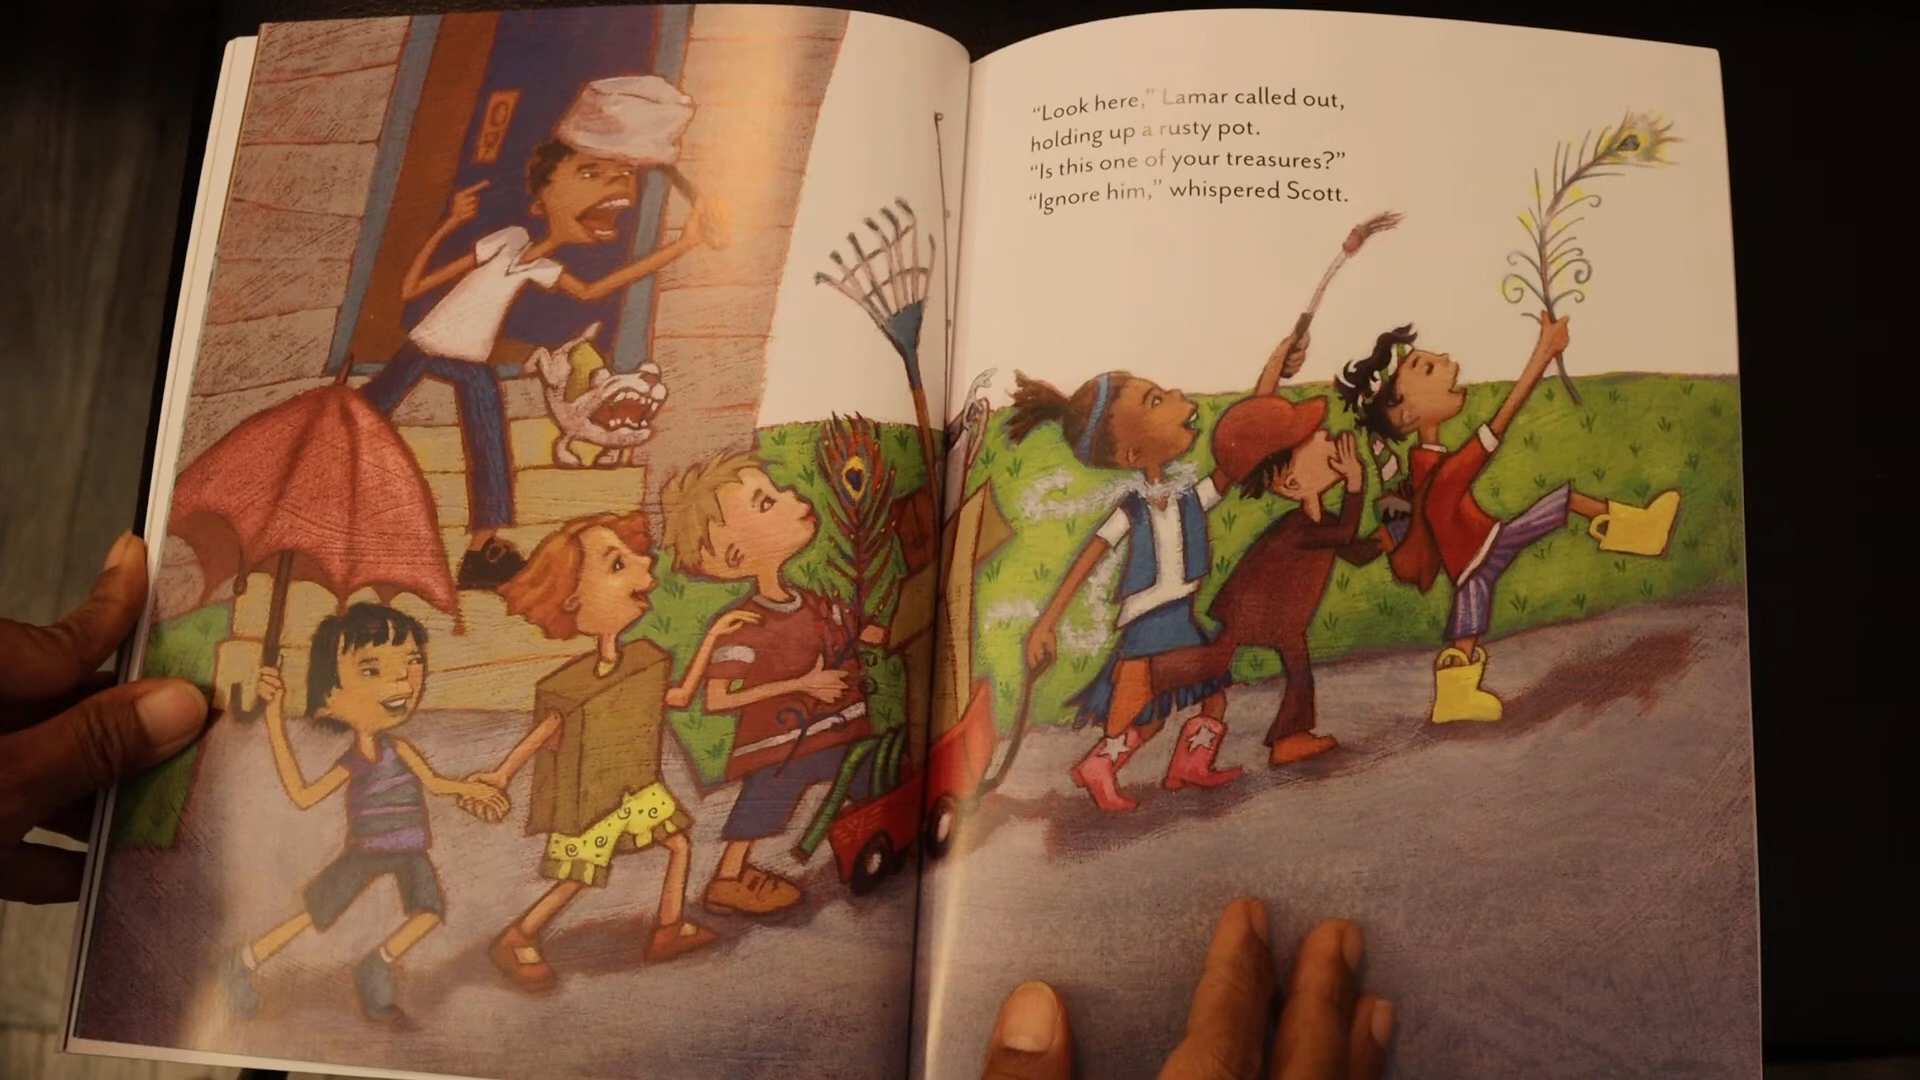 “Look here,” Lamar called out,
holding up a rusty pot.
“Is this one of your treasures?”
“Ignore him,” whispered Scott.